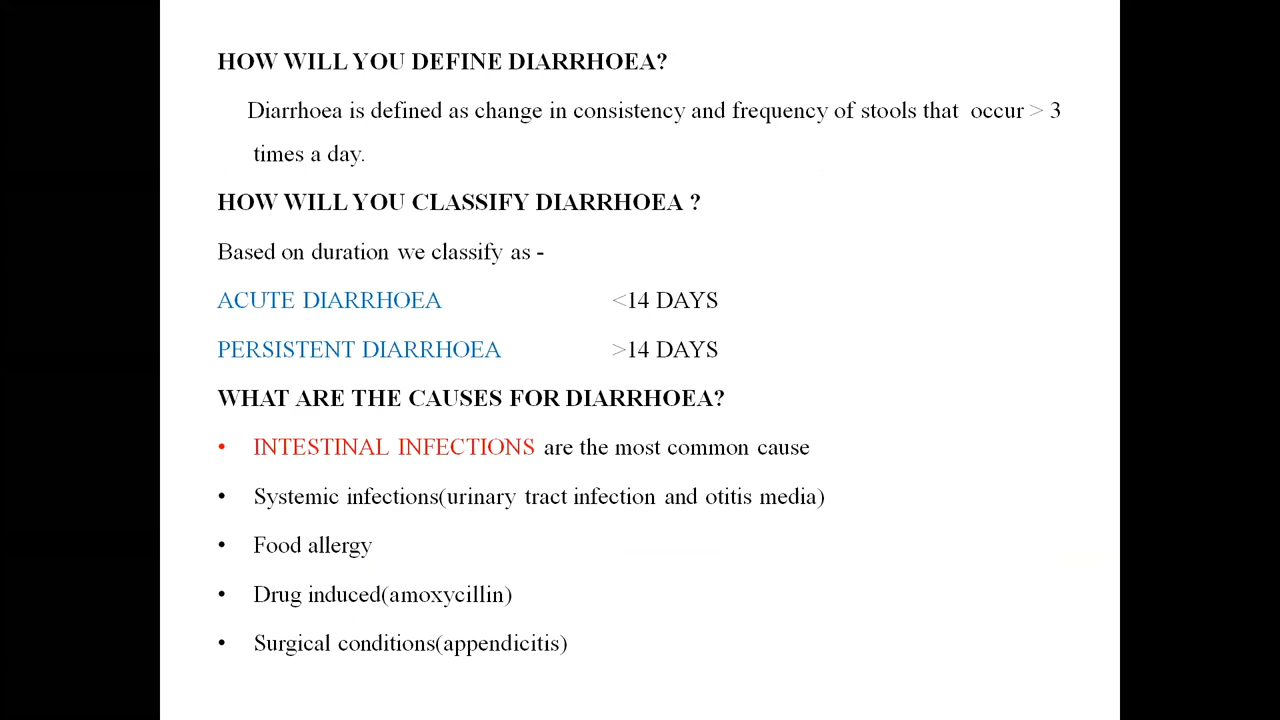 HOW WILL YOU DEFINE DIARRHOEA?
Diarrhoea is defined as change in consistency and frequency of stools that occur > 3
times a day.
HOW WILL YOU CLASSIFY DIARRHOEA ?
Based on duration we classify as -
ACUTE DIARRHOEA <14 DAYS
PERSISTENT DIARRHOEA >14 DAYS
WHAT ARE THE CAUSES FOR DIARRHOEA?
• INTESTINAL INFECTIONS are the most common cause
• Systemic infections(urinary tract infection and otitis media)
• Food allergy
• Drug induced(amoxycillin)
• Surgical conditions(appendicitis)